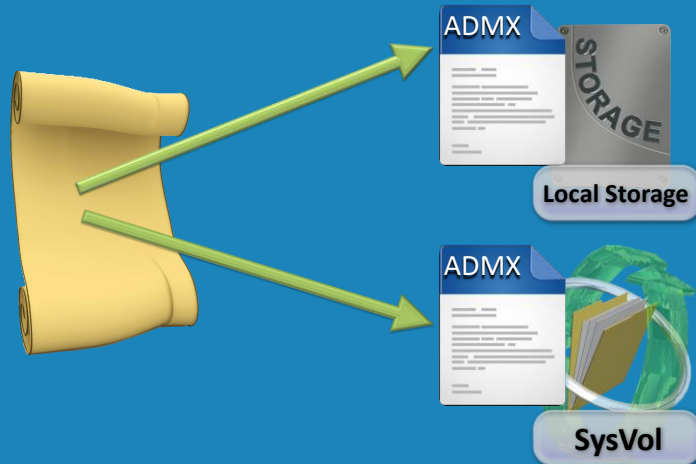 ADMX
STORAGE
Local Storage
ADMX
SysVol